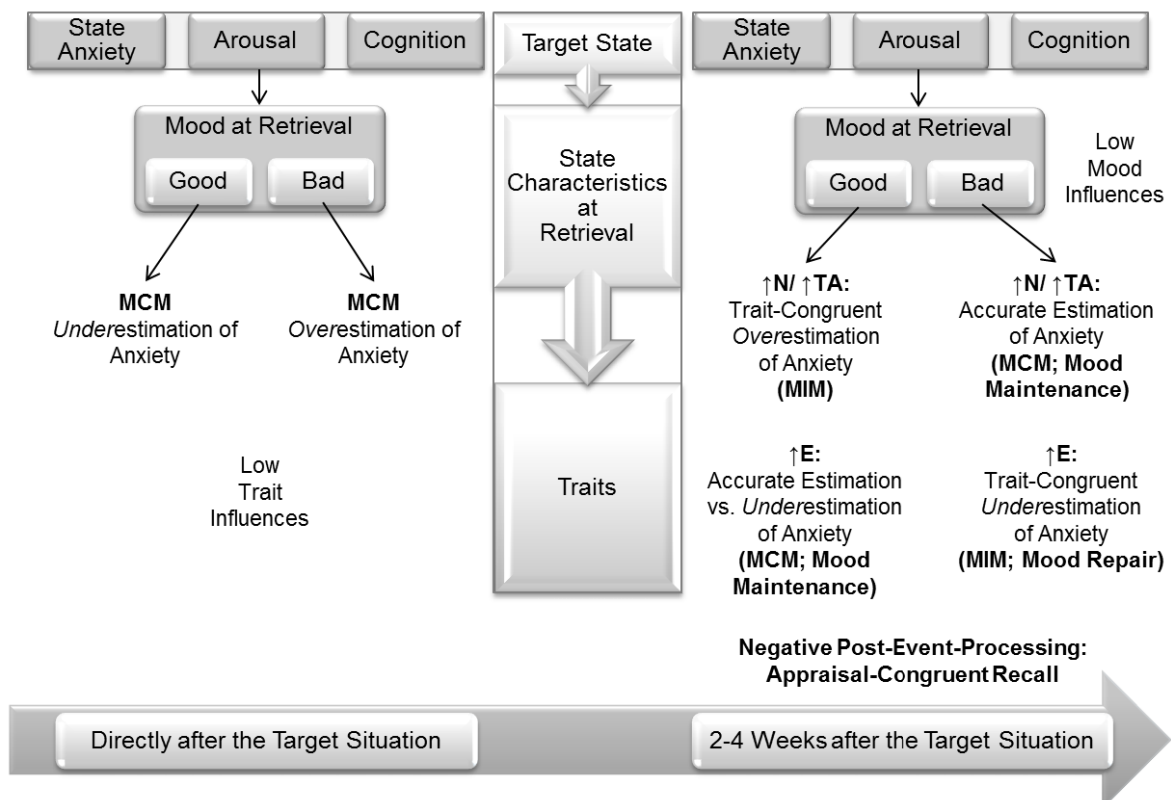 State
Anxiety
Arousal
Cognition
Mood at Retrieval
Good
Bad
MCM
Underestimation of
Anxiety
MCM
Overestimation of
Anxiety
Low
Trait
Influences
Target State
State
Characteristics
at
Retrieval
Traits
State
Anxiety
Arousal
Cognition
Mood at Retrieval
Good
Bad
Low
Mood
Influences
↑N/ ↑TA:
Trait-Congruent
Overestimation
of Anxiety
(MIM)
↑N/ ↑TA:
Accurate Estimation
of Anxiety
(MCM; Mood
Maintenance)
↑E:
Accurate Estimation
vs. Underestimation
of Anxiety
(MCM; Mood
Maintenance)
↑E:
Trait-Congruent
Underestimation
of Anxiety
(MIM; Mood Repair)
Negative Post-Event-Processing:
Appraisal-Congruent Recall
Directly after the Target Situation
2-4 Weeks after the Target Situation